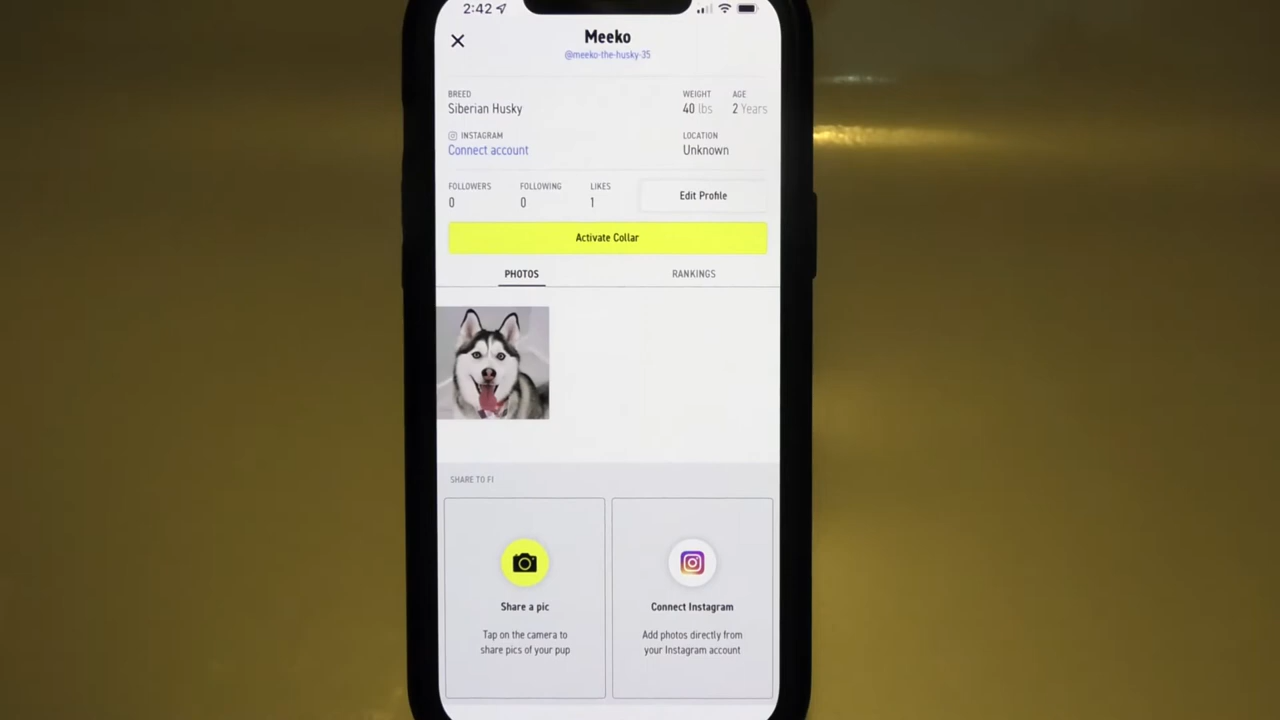 2:42
Meeko
@meeko-the-husky-35
BREED
WEIGHT
AGE
Siberian Husky
40 lbs
2 Years
INSTAGRAM
LOCATION
Connect account
Unknown
FOLLOWERS
FOLLOWING
LIKES
0
0
1
Edit Profile
Activate Collar
PHOTOS
RANKINGS
SHARE TO FI
Share a pic
Tap on the camera to
share pics of your pup
Connect Instagram
Add photos directly from
your Instagram account